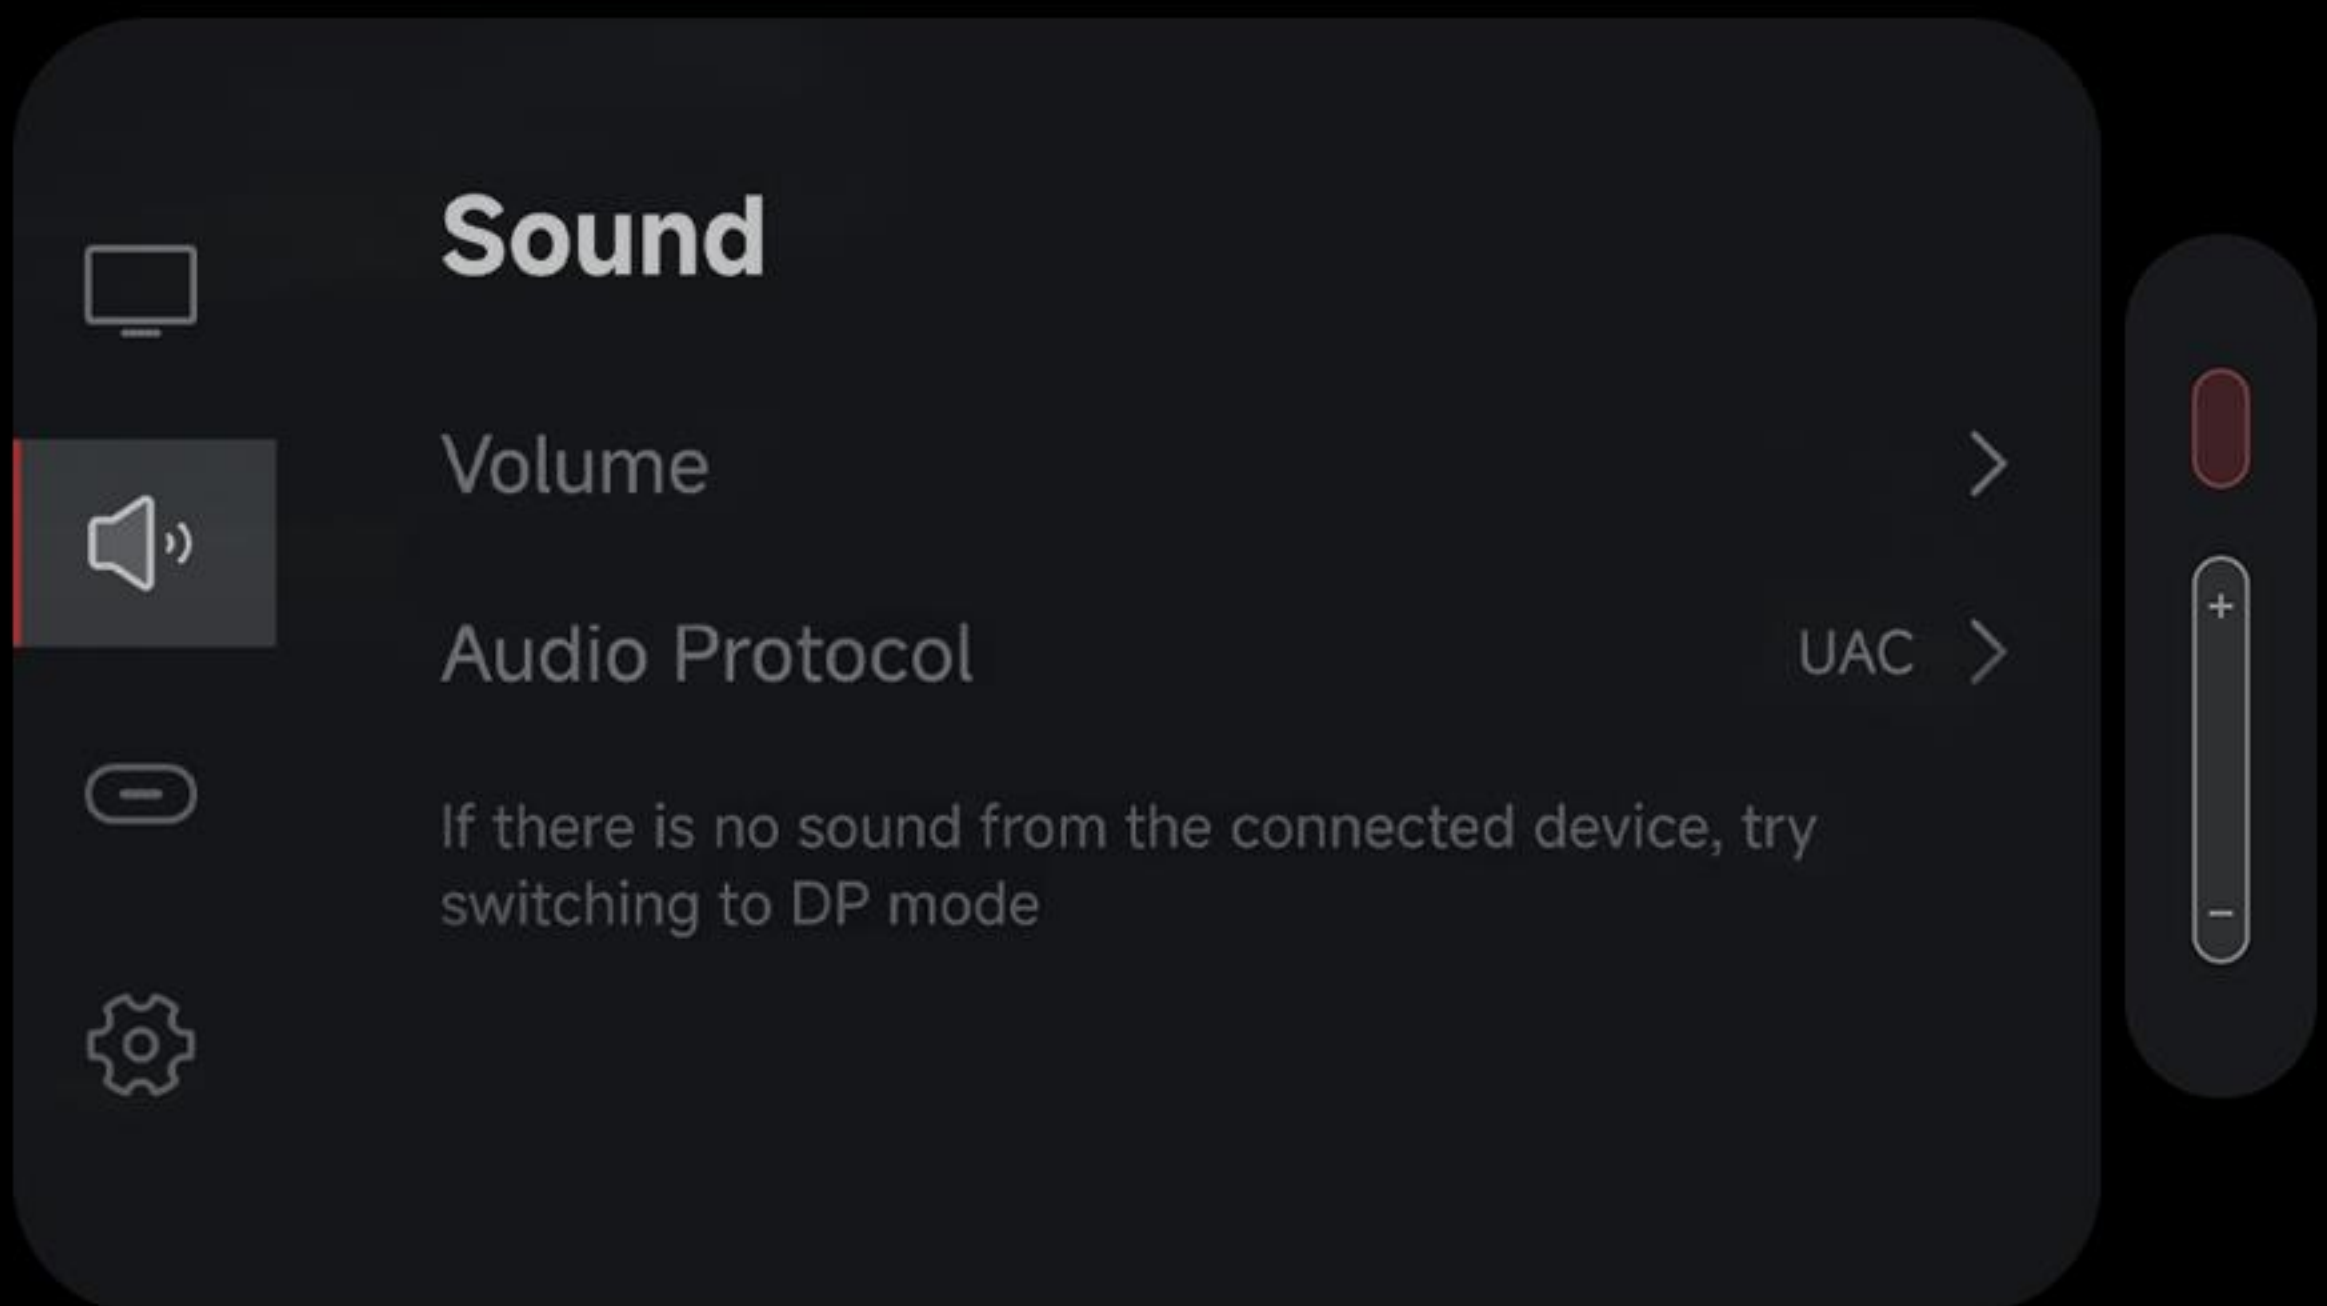 Sound
Volume
Audio Protocol UAC
If there is no sound from the connected device, try
switching to DP mode